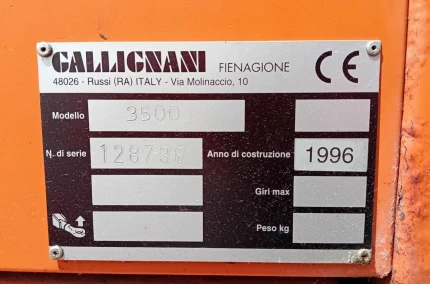 GALLIGNANI FIENAGIONE CE
48026 - Russi (RA) ITALY - Via Molinaccio, 10
Modello 3500
N. di serie 128738 Anno di costruzione 1996
Giri max
Peso kg